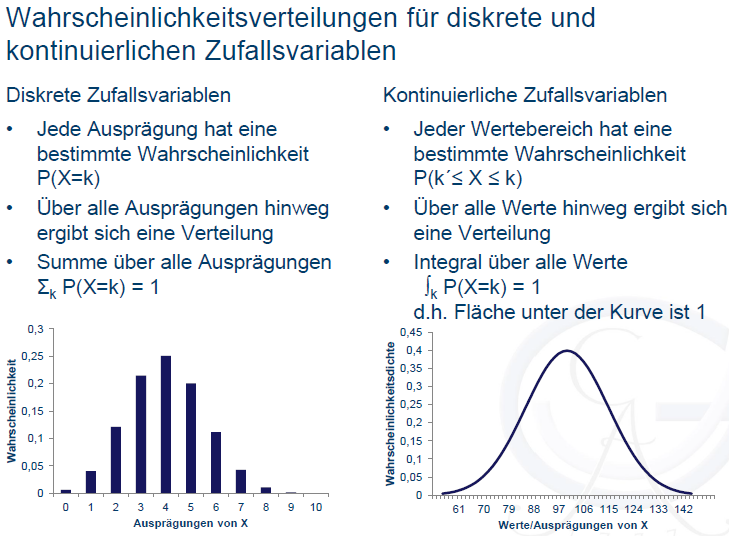 Wahrscheinlichkeitsverteilungen für diskrete und
kontinuierlichen Zufallsvariablen
Diskrete Zufallsvariablen
• Jede Ausprägung hat eine
bestimmte Wahrscheinlichkeit
P(X=k)
• Über alle Ausprägungen hinweg
ergibt sich eine Verteilung
• Summe über alle Ausprägungen
Σk P(X=k) = 1
Kontinuierliche Zufallsvariablen
• Jeder Wertebereich hat eine
bestimmte Wahrscheinlichkeit
P(k´≤ X ≤ k)
• Über alle Werte hinweg ergibt sich
eine Verteilung
• Integral über alle Werte
∫k P(X=k) = 1
d.h. Fläche unter der Kurve ist 1
Wahrscheinlichkeit
0,3
0,25
0,2
0,15
0,1
0,05
0
0 1 2 3 4 5 6 7 8 9 10
Ausprägungen von X
Wahrscheinlichkeitsdichte
0,45
0,4
0,35
0,3
0,25
0,2
0,15
0,1
0,05
0
61 70 79 88 97 106 115 124 133 142
Werte/Ausprägungen von X